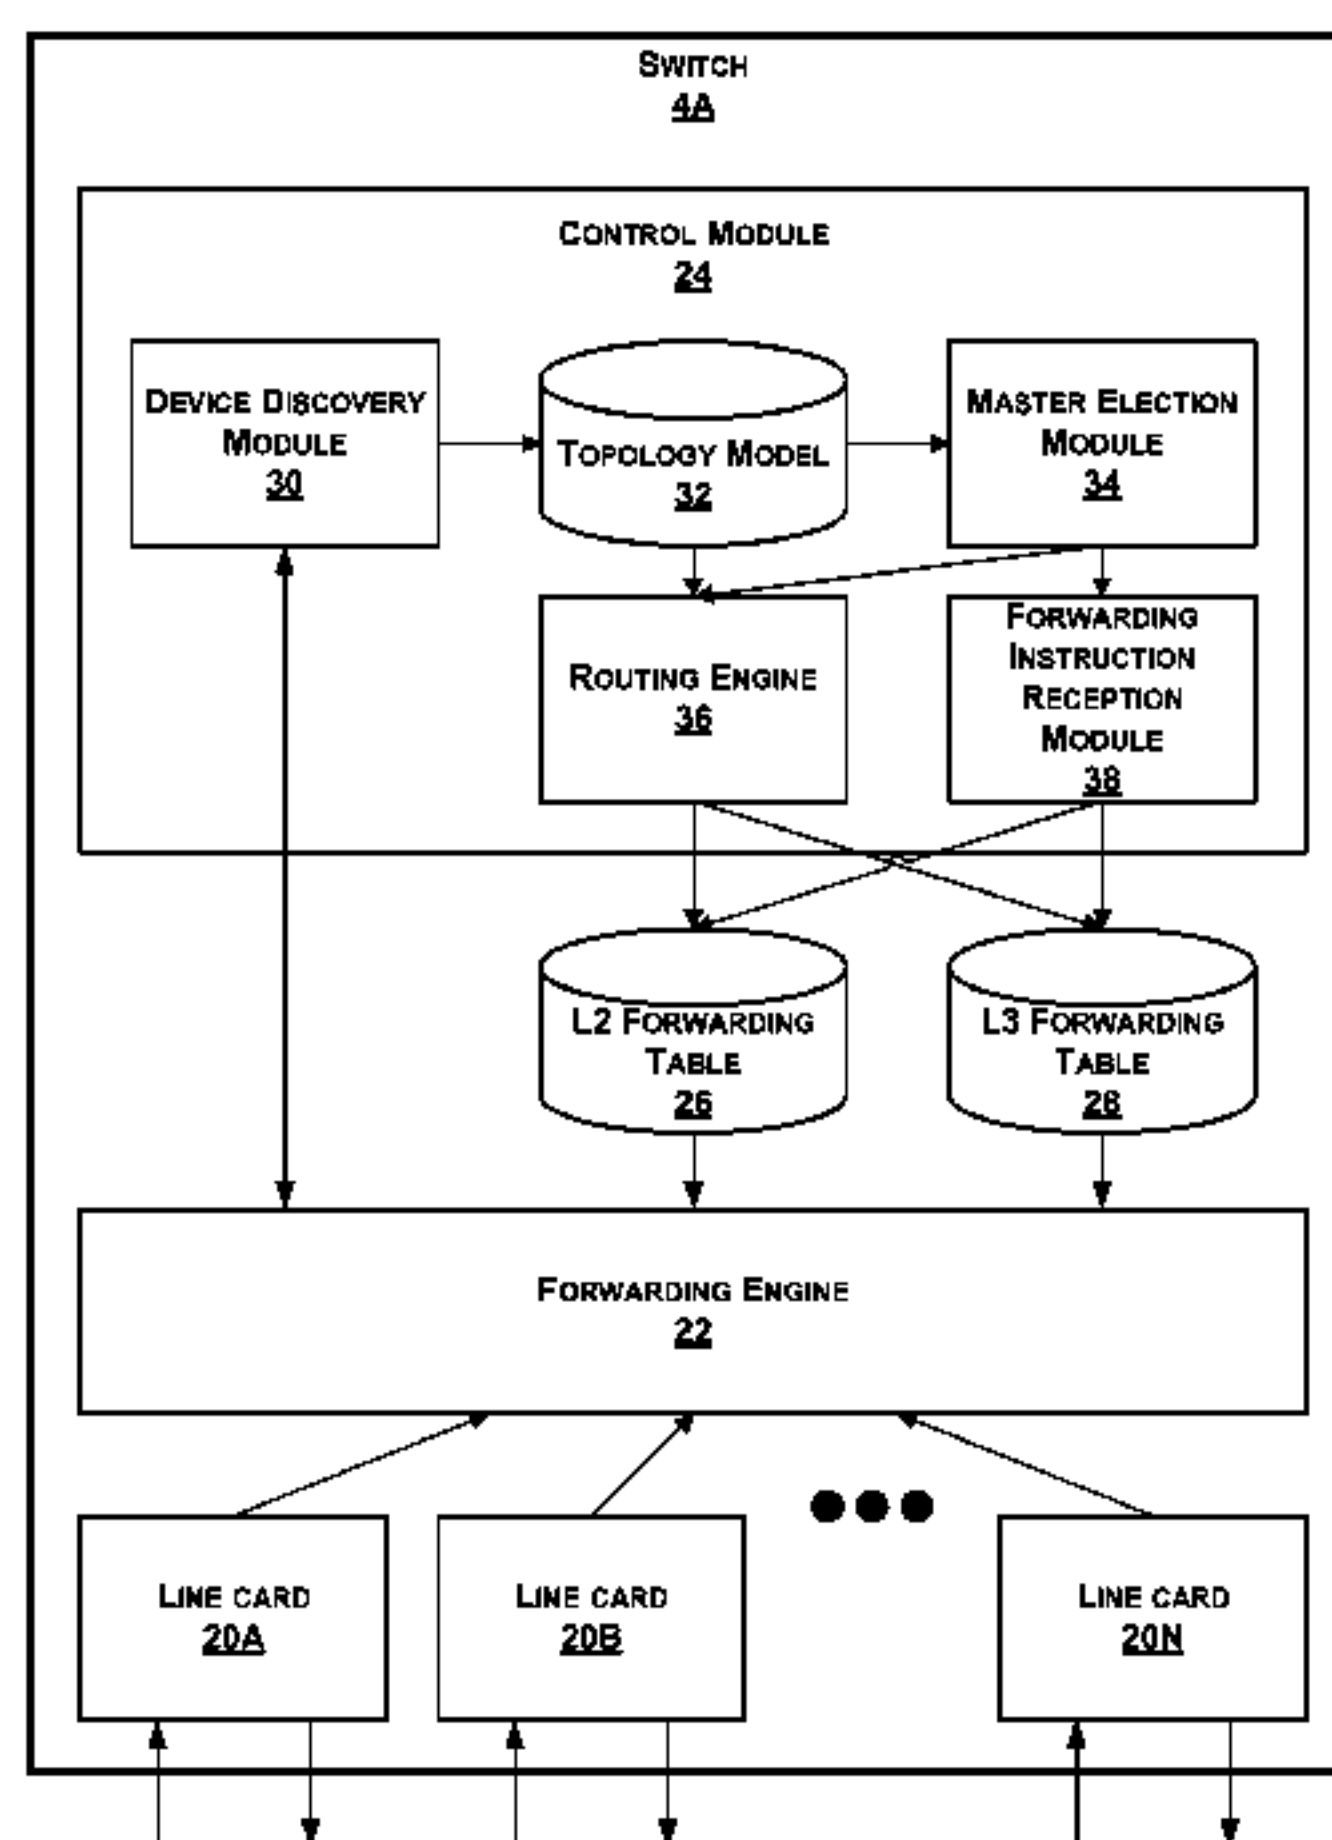 SWITCH
4A
CONTROL MODULE
24
DEVICE DISCOVERY
MODULE
30
TOPOLOGY MODEL
32
MASTER ELECTION
MODULE
34
ROUTING ENGINE
36
FORWARDING
INSTRUCTION
RECEPTION
MODULE
38
L2 FORWARDING
TABLE
26
L3 FORWARDING
TABLE
28
FORWARDING ENGINE
22
LINE CARD
20A
LINE CARD
20B
LINE CARD
20N